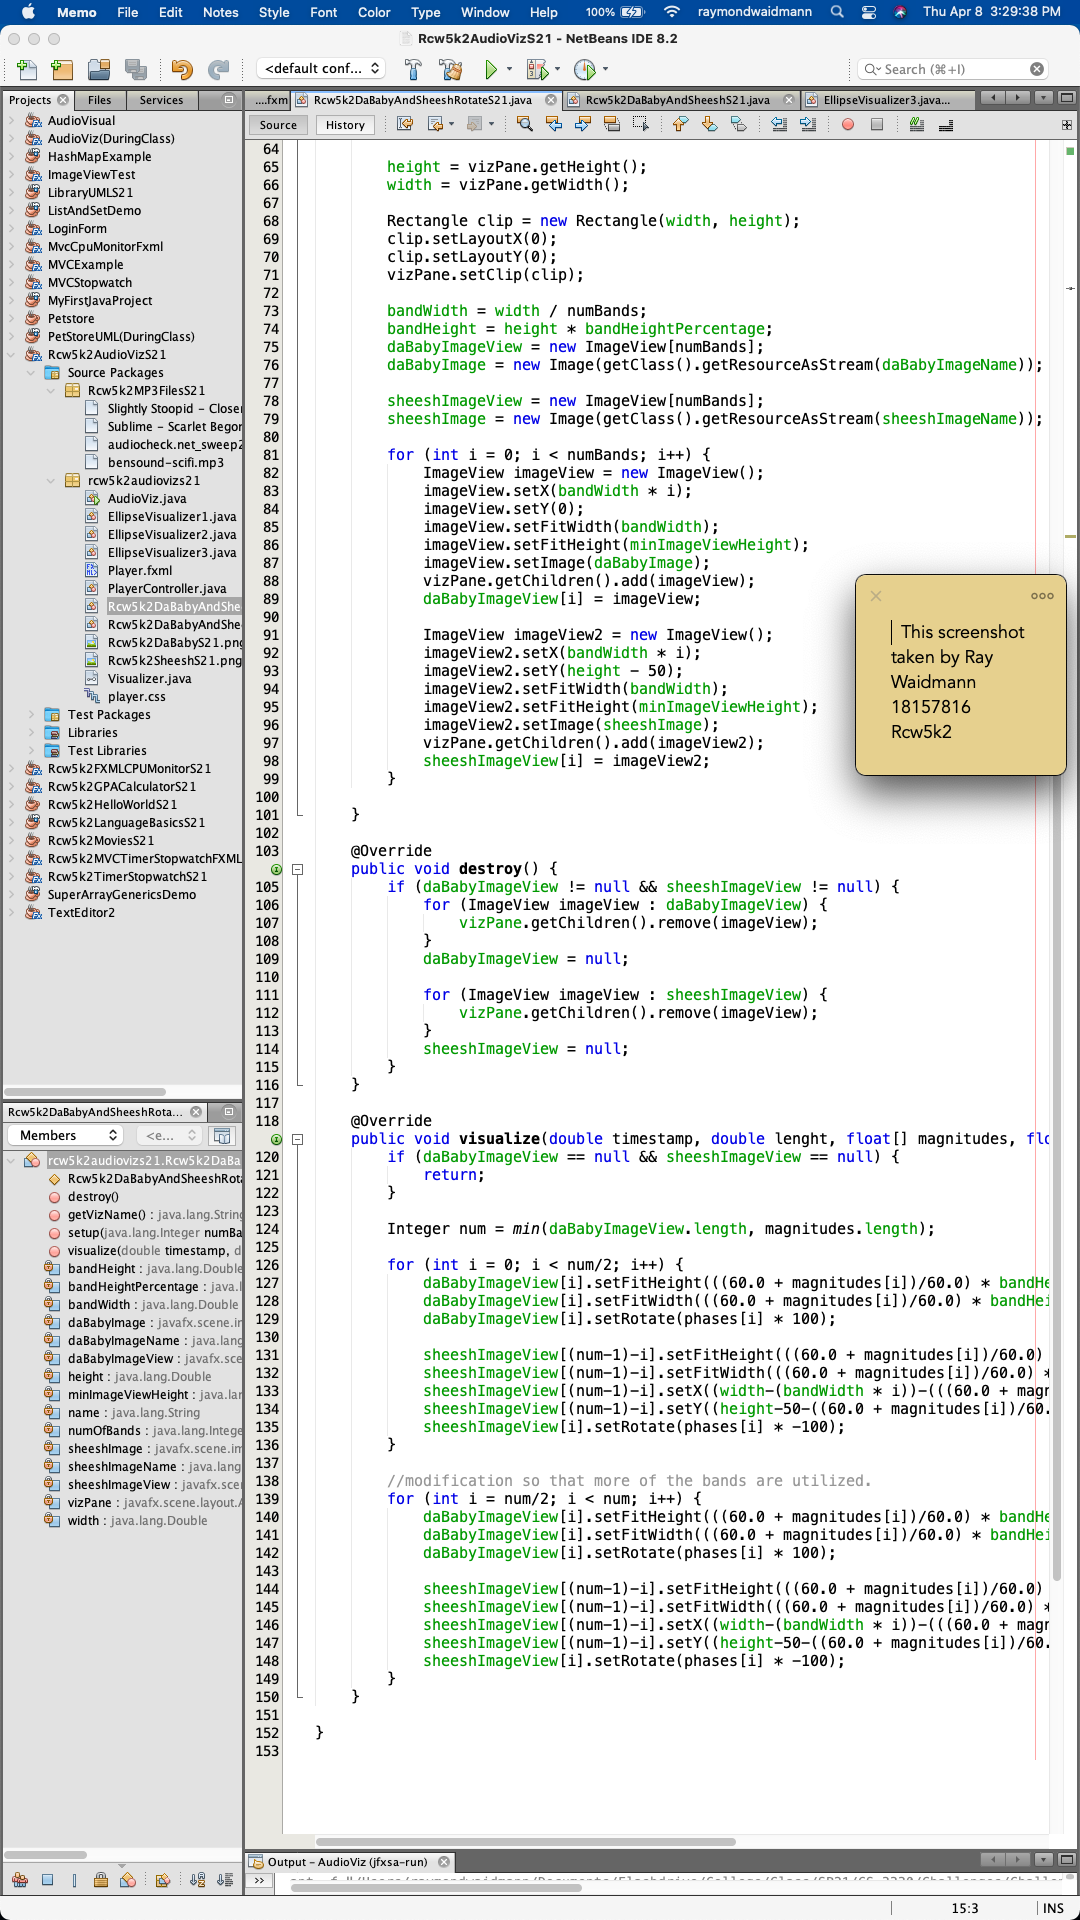 Memo File Edit Notes Style Font Color Type Window Help 100% raymondwaidmann Thu Apr 8 3:29:38 PM
Rcw5k2AudioVizS21 - NetBeans IDE 8.2
<default conf... Search (⌘+I)
Projects Files Services
AudioVisual
AudioViz(DuringClass)
HashMapExample
ImageViewTest
LibraryUMLS21
ListAndSetDemo
LoginForm
MvcCpuMonitorFxml
MVCExample
MVCStopwatch
MyFirstJavaProject
Petstore
PetStoreUML(DuringClass)
Rcw5k2AudioVizS21
Source Packages
Rcw5k2MP3FilesS21
Slightly Stoopid - Closer
Sublime - Scarlet Begon
audiocheck.net_sweep2
bensound-scifi.mp3
rcw5k2audiovizs21
AudioViz.java
EllipseVisualizer1.java
EllipseVisualizer2.java
EllipseVisualizer3.java
Player.fxml
PlayerController.java
Rcw5k2DaBabyAndShe
Rcw5k2DaBabyAndShe
Rcw5k2DaBabyS21.png
Rcw5k2SheeshS21.png
Visualizer.java
player.css
Test Packages
Libraries
Test Libraries
Rcw5k2FXMLCPUMonitorS21
Rcw5k2GPACalculatorS21
Rcw5k2HelloWorldS21
Rcw5k2LanguageBasicsS21
Rcw5k2MoviesS21
Rcw5k2MVCTimerStopwatchFXML
Rcw5k2TimerStopwatchS21
SuperArrayGenericsDemo
TextEditor2
Rcw5k2DaBabyAndSheeshRota...
Members <e...
rcw5k2audiovizs21.Rcw5k2DaBa
Rcw5k2DaBabyAndSheeshRota
destroy()
getVizName() : java.lang.String
setup(java.lang.Integer numBa
visualize(double timestamp, d
bandHeight : java.lang.Double
bandHeightPercentage : java.l
bandWidth : java.lang.Double
daBabyImage : javafx.scene.im
daBabyImageName : java.lang
daBabyImageView : javafx.sce
height : java.lang.Double
minImageViewHeight : java.lan
name : java.lang.String
numOfBands : java.lang.Intege
sheeshImage : javafx.scene.im
sheeshImageName : java.lang
sheeshImageView : javafx.scen
vizPane : javafx.scene.layout.A
width : java.lang.Double
....fxm Rcw5k2DaBabyAndSheeshRotateS21.java Rcw5k2DaBabyAndSheeshS21.java EllipseVisualizer3.java...
Source History
64
65 height = vizPane.getHeight();
66 width = vizPane.getWidth();
67
68 Rectangle clip = new Rectangle(width, height);
69 clip.setLayoutX(0);
70 clip.setLayoutY(0);
71 vizPane.setClip(clip);
72
73 bandWidth = width / numBands;
74 bandHeight = height * bandHeightPercentage;
75 daBabyImageView = new ImageView[numBands];
76 daBabyImage = new Image(getClass().getResourceAsStream(daBabyImageName));
77
78 sheeshImageView = new ImageView[numBands];
79 sheeshImage = new Image(getClass().getResourceAsStream(sheeshImageName));
80
81 for (int i = 0; i < numBands; i++) {
82 ImageView imageView = new ImageView();
83 imageView.setX(bandWidth * i);
84 imageView.setY(0);
85 imageView.setFitWidth(bandWidth);
86 imageView.setFitHeight(minImageViewHeight);
87 imageView.setImage(daBabyImage);
88 vizPane.getChildren().add(imageView);
89 daBabyImageView[i] = imageView;
90
91 ImageView imageView2 = new ImageView();
92 imageView2.setX(bandWidth * i);
93 imageView2.setY(height - 50);
94 imageView2.setFitWidth(bandWidth);
95 imageView2.setFitHeight(minImageViewHeight);
96 imageView2.setImage(sheeshImage);
97 vizPane.getChildren().add(imageView2);
98 sheeshImageView[i] = imageView2;
99 }
100
101 }
102
103 @Override
public void destroy() {
105 if (daBabyImageView != null && sheeshImageView != null) {
106 for (ImageView imageView : daBabyImageView) {
107 vizPane.getChildren().remove(imageView);
108 }
109 daBabyImageView = null;
110
111 for (ImageView imageView : sheeshImageView) {
112 vizPane.getChildren().remove(imageView);
113 }
114 sheeshImageView = null;
115 }
116 }
117
118 @Override
public void visualize(double timestamp, double lenght, float[] magnitudes, flo
120 if (daBabyImageView == null && sheeshImageView == null) {
121 return;
122 }
123
124 Integer num = min(daBabyImageView.length, magnitudes.length);
125
126 for (int i = 0; i < num/2; i++) {
127 daBabyImageView[i].setFitHeight(((60.0 + magnitudes[i])/60.0) * bandHe
128 daBabyImageView[i].setFitWidth(((60.0 + magnitudes[i])/60.0) * bandHei
129 daBabyImageView[i].setRotate(phases[i] * 100);
130
131 sheeshImageView[(num-1)-i].setFitHeight(((60.0 + magnitudes[i])/60.0)
132 sheeshImageView[(num-1)-i].setFitWidth(((60.0 + magnitudes[i])/60.0) *
133 sheeshImageView[(num-1)-i].setX((width-(bandWidth * i))-(((60.0 + magn
134 sheeshImageView[(num-1)-i].setY((height-50-((60.0 + magnitudes[i])/60.
135 sheeshImageView[i].setRotate(phases[i] * -100);
136 }
137
138 //modification so that more of the bands are utilized.
139 for (int i = num/2; i < num; i++) {
140 daBabyImageView[i].setFitHeight(((60.0 + magnitudes[i])/60.0) * bandHe
141 daBabyImageView[i].setFitWidth(((60.0 + magnitudes[i])/60.0) * bandHei
142 daBabyImageView[i].setRotate(phases[i] * 100);
143
144 sheeshImageView[(num-1)-i].setFitHeight(((60.0 + magnitudes[i])/60.0)
145 sheeshImageView[(num-1)-i].setFitWidth(((60.0 + magnitudes[i])/60.0) *
146 sheeshImageView[(num-1)-i].setX((width-(bandWidth * i))-(((60.0 + magn
147 sheeshImageView[(num-1)-i].setY((height-50-((60.0 + magnitudes[i])/60.
148 sheeshImageView[i].setRotate(phases[i] * -100);
149 }
150 }
151
152 }
153
This screenshot
taken by Ray
Waidmann
18157816
Rcw5k2
Output - AudioViz (jfxsa-run)
15:3 INS